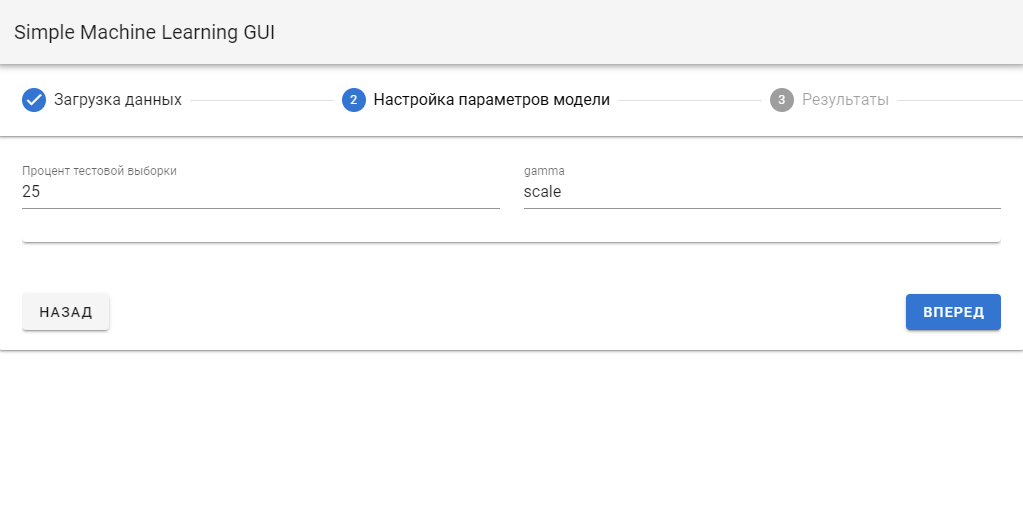 Simple Machine Learning GUI
Загрузка данных
2 Настройка параметров модели
3 Результаты
Процент тестовой выборки
25
gamma
scale
НАЗАД
ВПЕРЕД